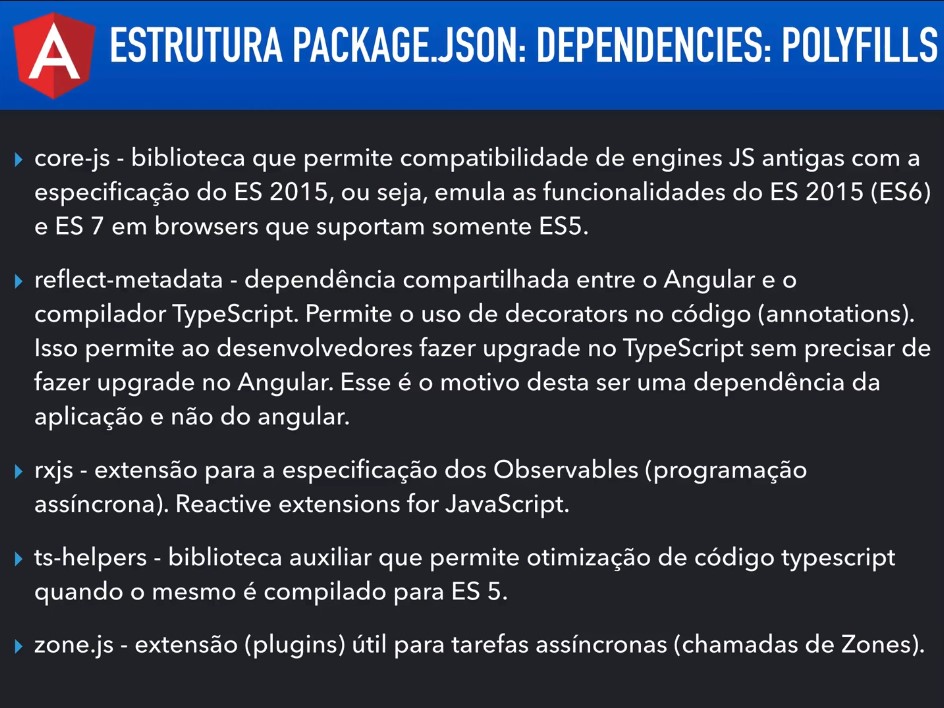 A
ESTRUTURA PACKAGE.JSON: DEPENDENCIES: POLYFILLS
core-js - biblioteca que permite compatibilidade de engines JS antigas com a
especificação do ES 2015, ou seja, emula as funcionalidades do ES 2015 (ES6)
e ES 7 em browsers que suportam somente ES5.
reflect-metadata - dependência compartilhada entre o Angular e o
compilador TypeScript. Permite o uso de decorators no código (annotations).
Isso permite ao desenvolvedores fazer upgrade no TypeScript sem precisar de
fazer upgrade no Angular. Esse é o motivo desta ser uma dependência da
aplicação e não do angular.
rxjs - extensão para a especificação dos Observables (programação
assíncrona). Reactive extensions for JavaScript.
ts-helpers - biblioteca auxiliar que permite otimização de código typescript
quando o mesmo é compilado para ES 5.
zone.js - extensão (plugins) útil para tarefas assíncronas (chamadas de Zones).